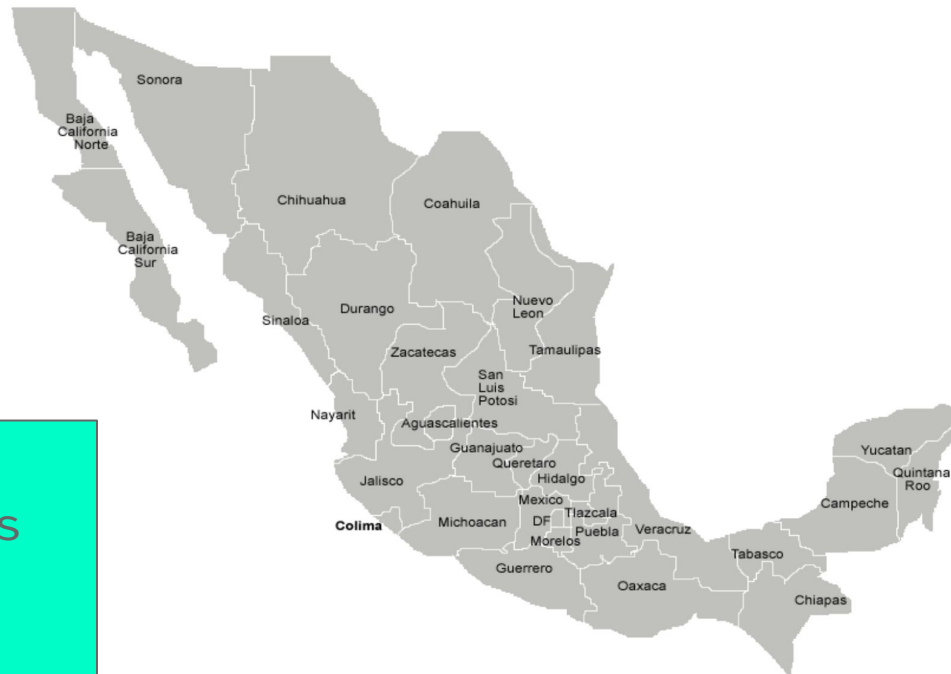 Sonora
Baja
California
Norte
Chihuahua
Coahuila
Baja
California
Sur
Nuevo
Leon
Durango
Sinaloa
Tamaulipas
Zacatecas
San
Luis
Potosi
Nayarit
Aguascalientes
Guanajuato
Queretaro
Yucatan
Quintana
Roo
Jalisco
Hidalgo
Mexico
Campeche
Colima
Michoacan
DF
Tlazcala
Morelos
Puebla
Veracruz
Tabasco
Guerrero
Oaxaca
Chiapas
s